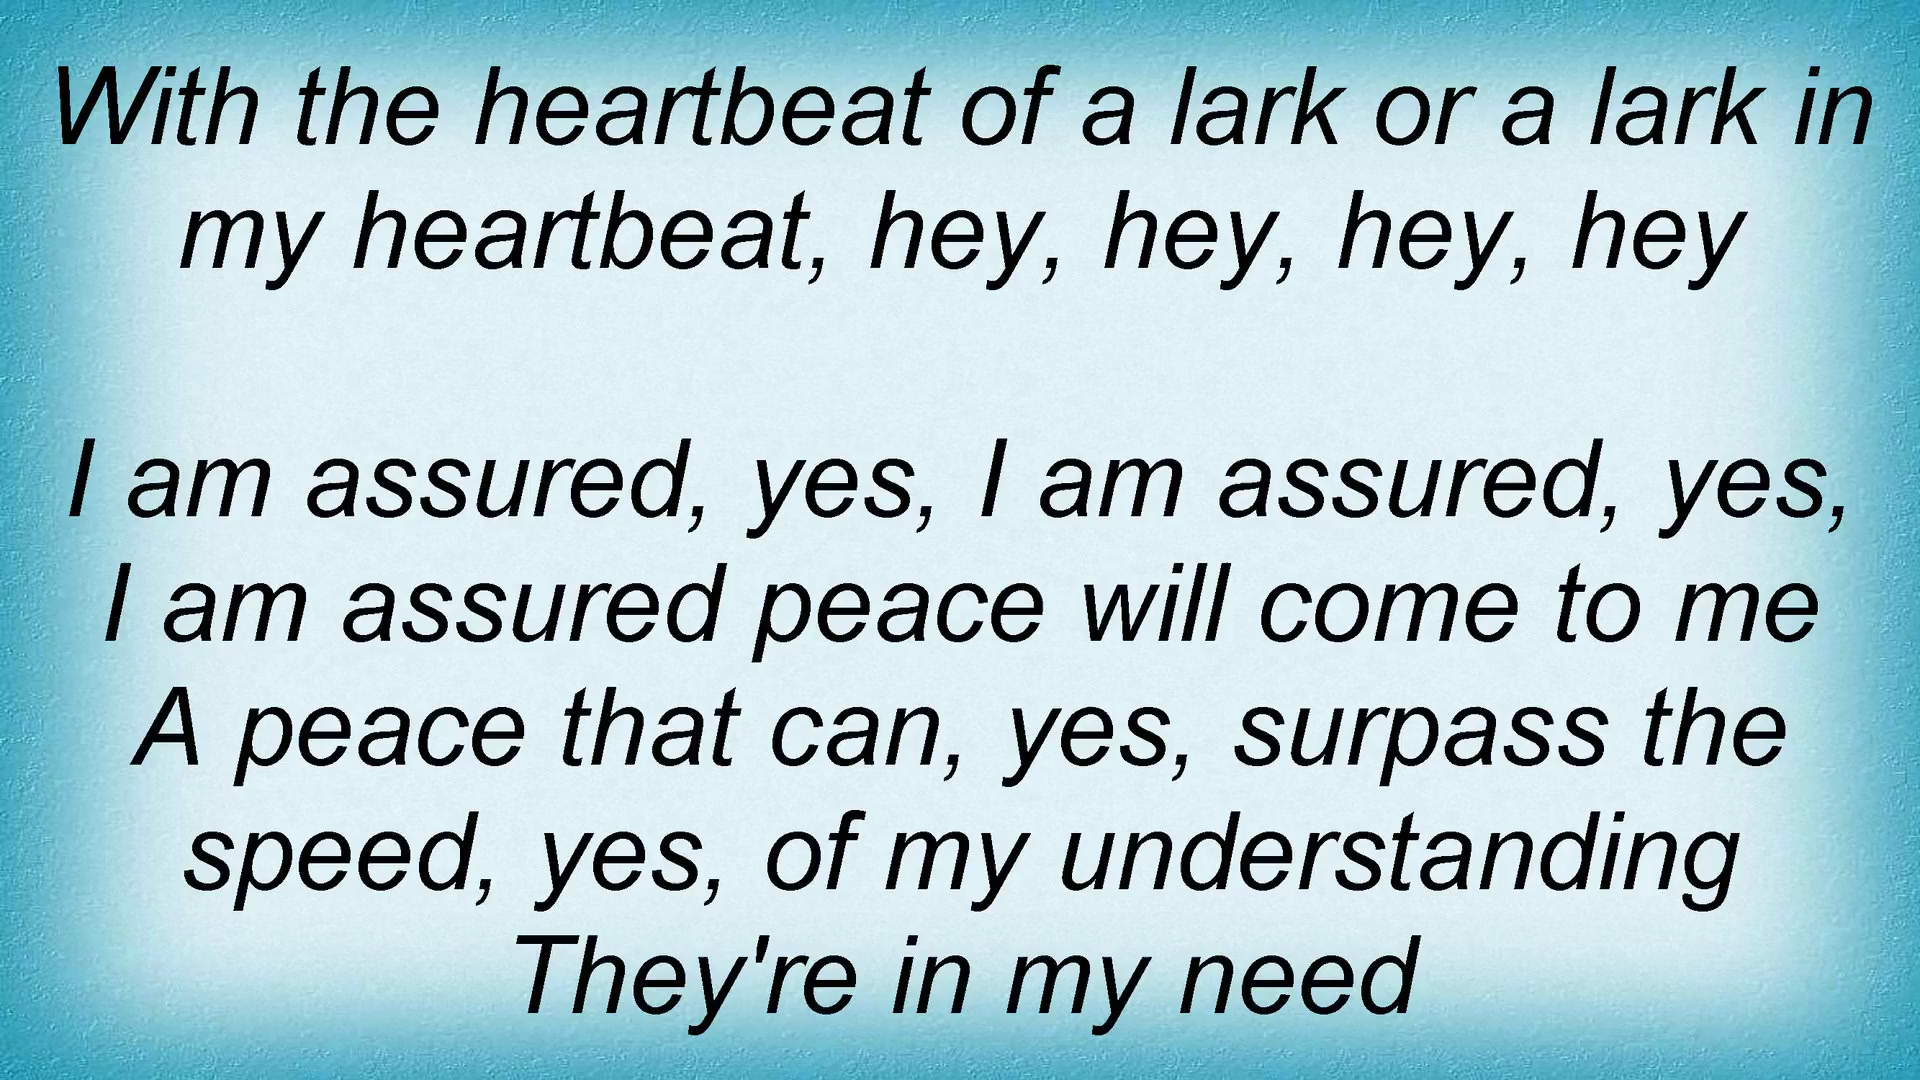 With the heartbeat of a lark or a lark in
my heartbeat, hey, hey, hey, hey
I am assured, yes, I am assured, yes,
I am assured peace will come to me
A peace that can, yes, surpass the
speed, yes, of my understanding
They're in my need